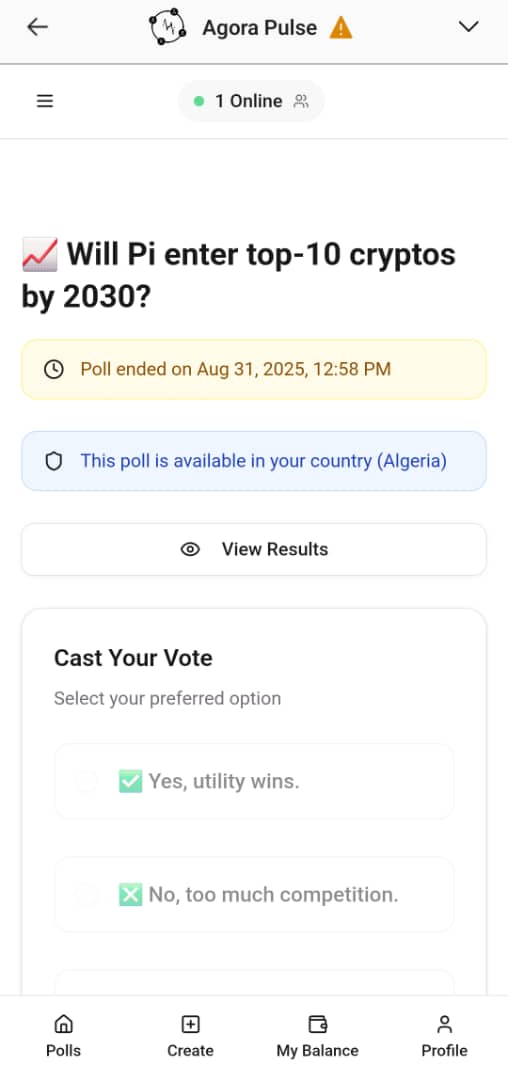 Agora Pulse
1 Online
📈 Will Pi enter top-10 cryptos
by 2030?
Poll ended on Aug 31, 2025, 12:58 PM
This poll is available in your country (Algeria)
View Results
Cast Your Vote
Select your preferred option
✅ Yes, utility wins.
❎ No, too much competition.
Polls
Create
My Balance
Profile